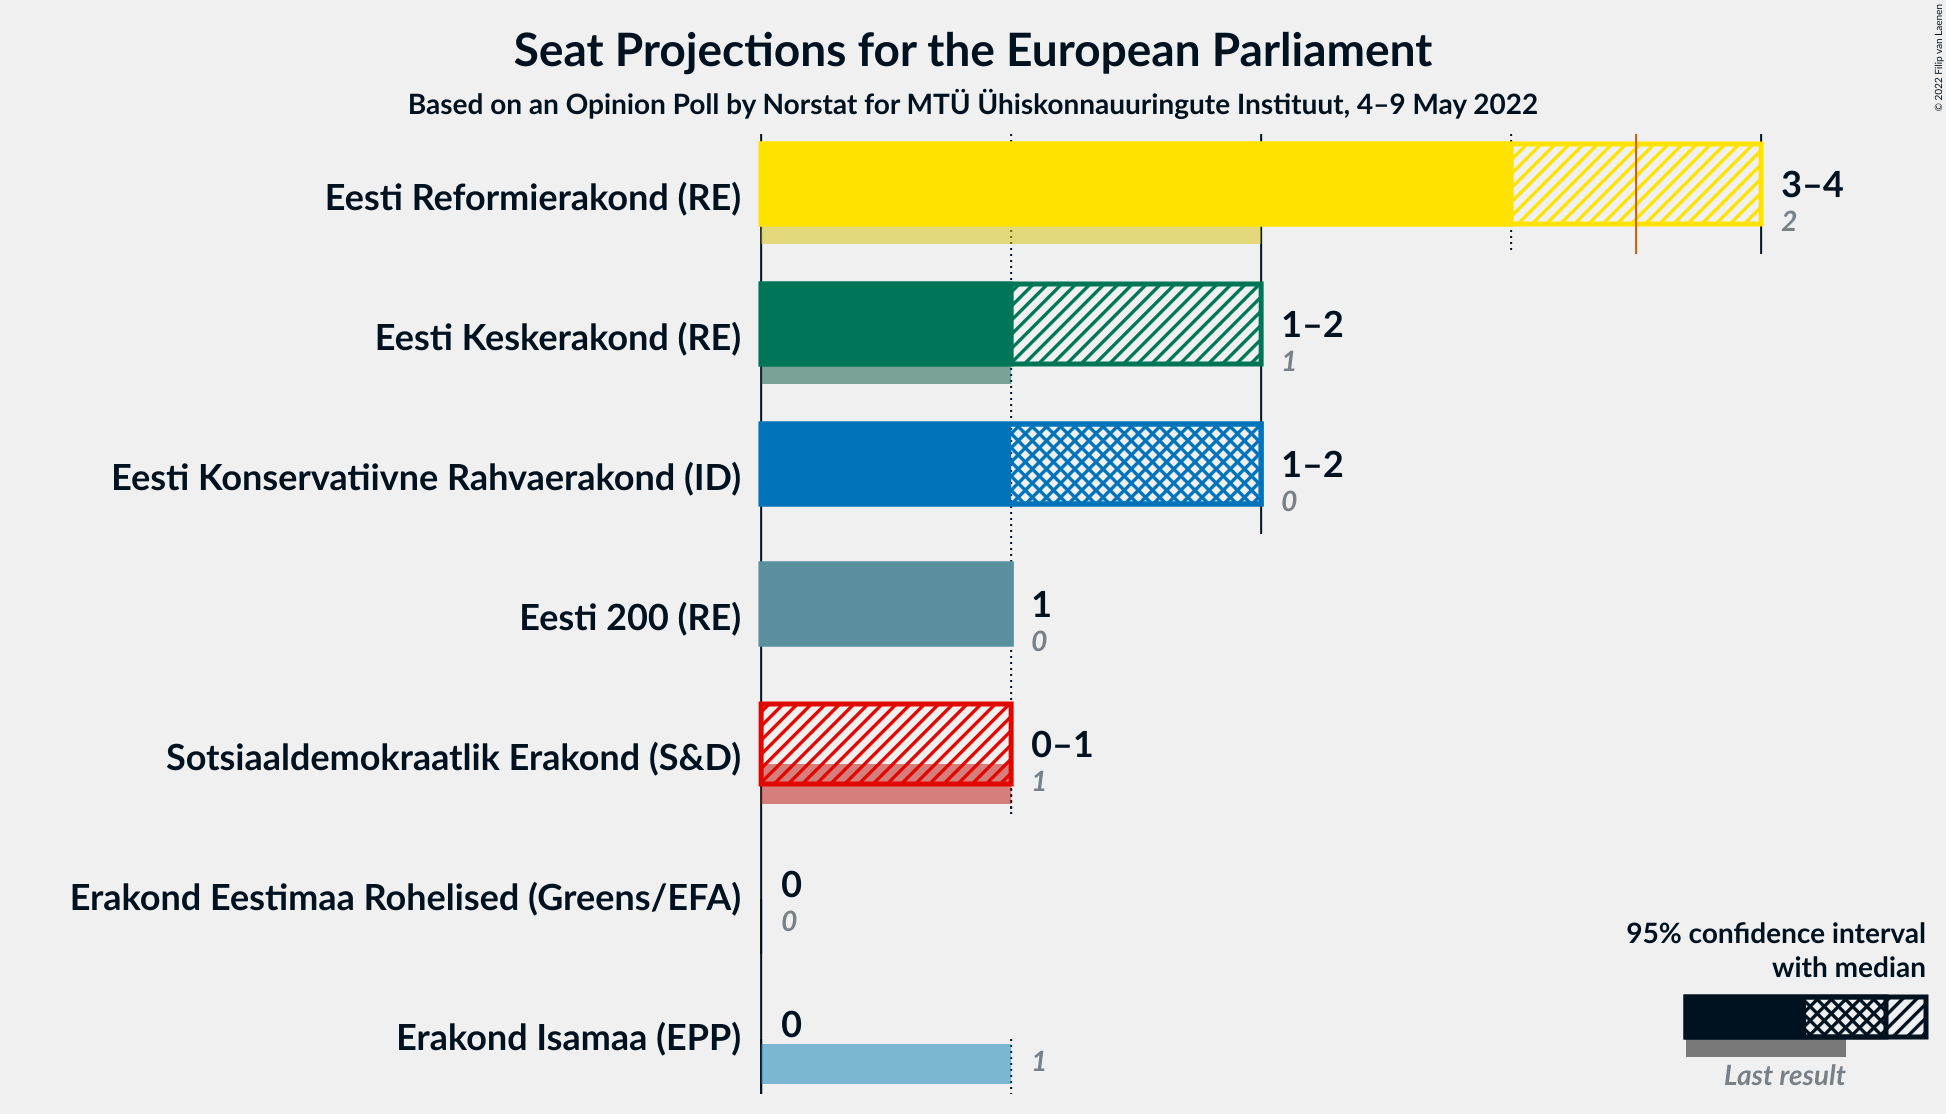 Seat Projections for the European Parliament
Based on an Opinion Poll by Norstat for MTÜ Ühiskonnauuringute Instituut, 4–9 May 2022
© 2022 Filip van Laenen
Eesti Reformierakond (RE)
3–4
2
Eesti Keskerakond (RE)
1–2
1
Eesti Konservatiivne Rahvaerakond (ID)
1–2
0
Eesti 200 (RE)
1
0
Sotsiaaldemokraatlik Erakond (S&D)
0–1
1
Erakond Eestimaa Rohelised (Greens/EFA)
0
0
Erakond Isamaa (EPP)
0
1
95% confidence interval
with median
Last result